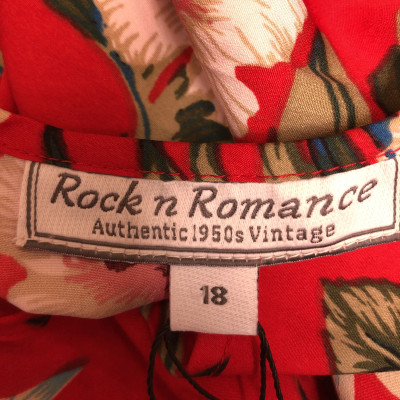 Rock n Romance
Authentic 1950s Vintage
18